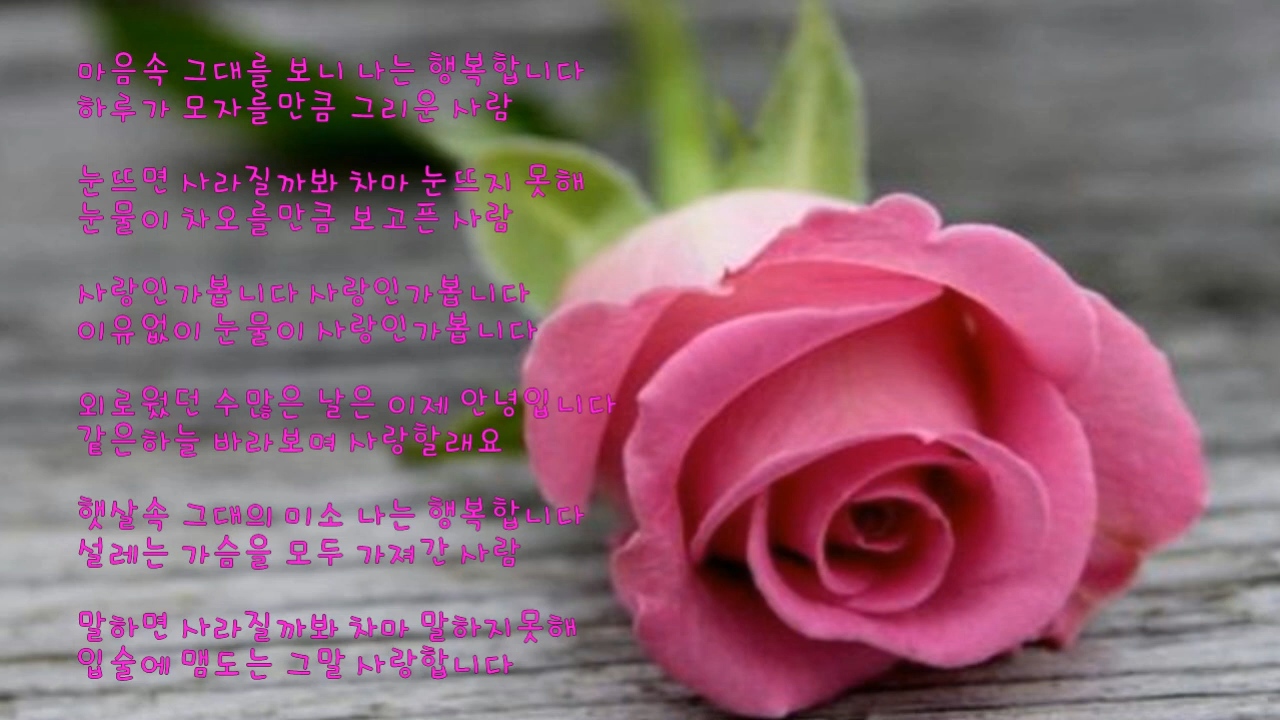 마음속 그대를 보니 나는 행복합니다
하루가 모자를만큼 그리운 사람
눈뜨면 사라질까봐 차마 눈뜨지 못해
눈물이 차오를만큼 보고픈 사람
사랑인가봅니다 사랑인가봅니다
이유없이 눈물이 사랑인가봅니다
외로웠던 수많은 날은 이제 안녕입니다
같은하늘 바라보며 사랑할래요
햇살속 그대의 미소 나는 행복합니다
설레는 가슴을 모두 가져간 사람
말하면 사라질까봐 차마 말하지못해
입술에 맴도는 그말 사랑합니다